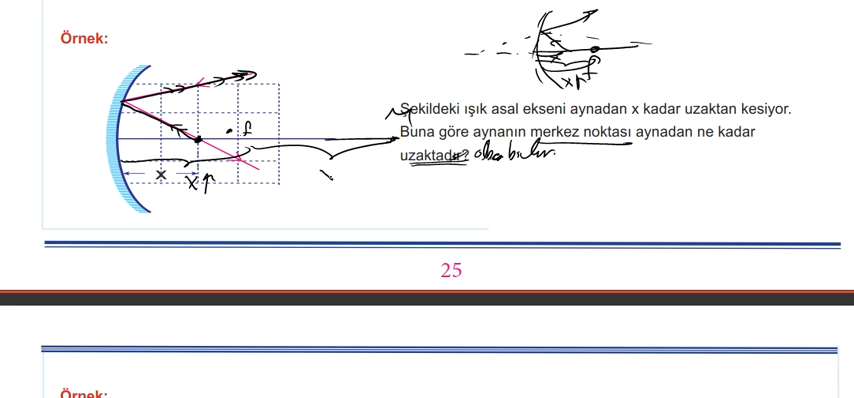 Örnek:
Şekildeki ışık asal ekseni aynadan x kadar uzaktan kesiyor.
Buna göre aynanın merkez noktası aynadan ne kadar
uzaktadır? olabilir.
f
x
x
x
25
Örnek: